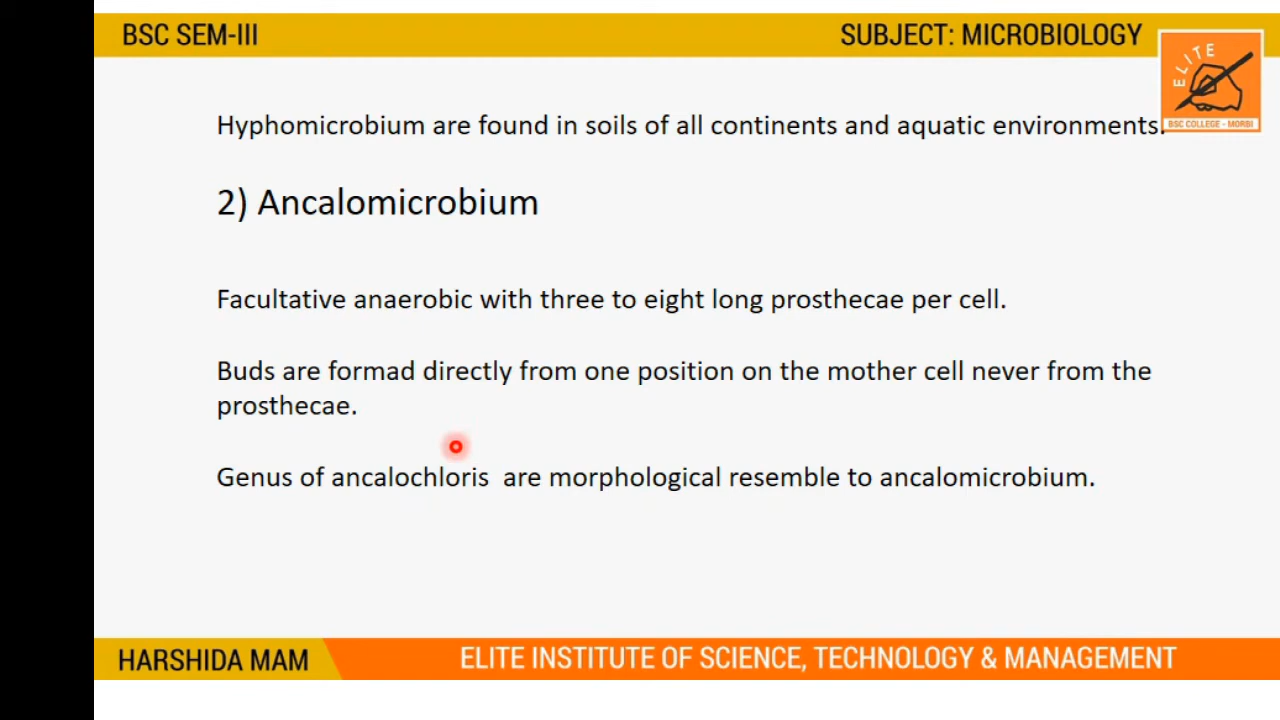 BSC SEM-III
SUBJECT: MICROBIOLOGY
ELITE
BSC COLLEGE - MORBI
Hyphomicrobium are found in soils of all continents and aquatic environments.
2) Ancalomicrobium
Facultative anaerobic with three to eight long prosthecae per cell.
Buds are formad directly from one position on the mother cell never from the
prosthecae.
Genus of ancalochloris are morphological resemble to ancalomicrobium.
HARSHIDA MAM
ELITE INSTITUTE OF SCIENCE, TECHNOLOGY & MANAGEMENT